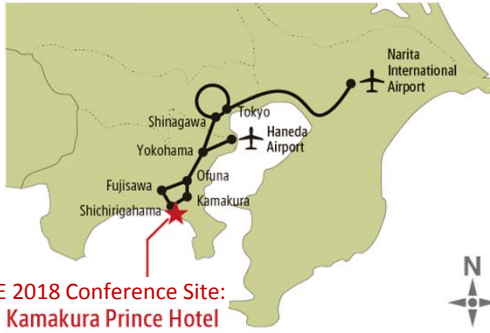 Narita
International
Airport
Tokyo
Shinagawa
Haneda
Airport
Yokohama
Ofuna
Fujisawa
Kamakura
Shichirigahama
E 2018 Conference Site:
Kamakura Prince Hotel
N